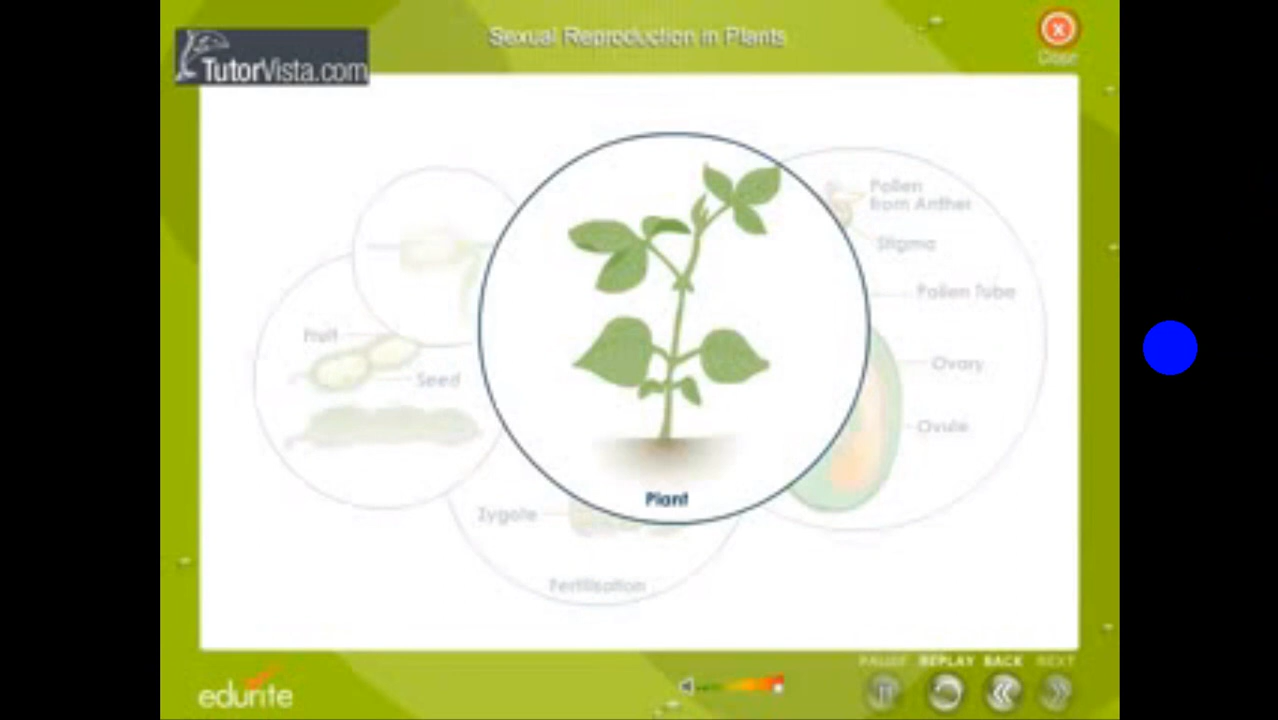 Sexual Reproduction in Plants
TutorVista.com
Close
Pollen
from Anther
Stigma
Pollen Tube
Fruit
Seed
Ovary
Ovule
Plant
Zygote
Fertilisation
edurite
PAUSE REPLAY BACK NEXT